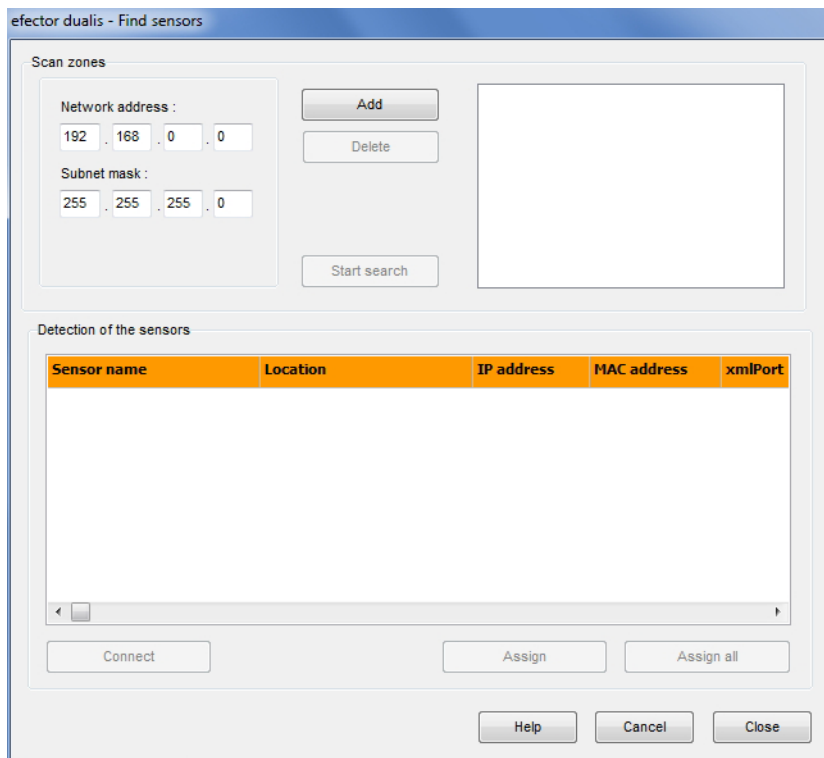 efector dualis - Find sensors
Scan zones
Network address :
192 . 168 . 0 . 0
Subnet mask :
255 . 255 . 255 . 0
Add
Delete
Start search
Detection of the sensors
Sensor name Location IP address MAC address xmlPort
Connect Assign Assign all
Help Cancel Close